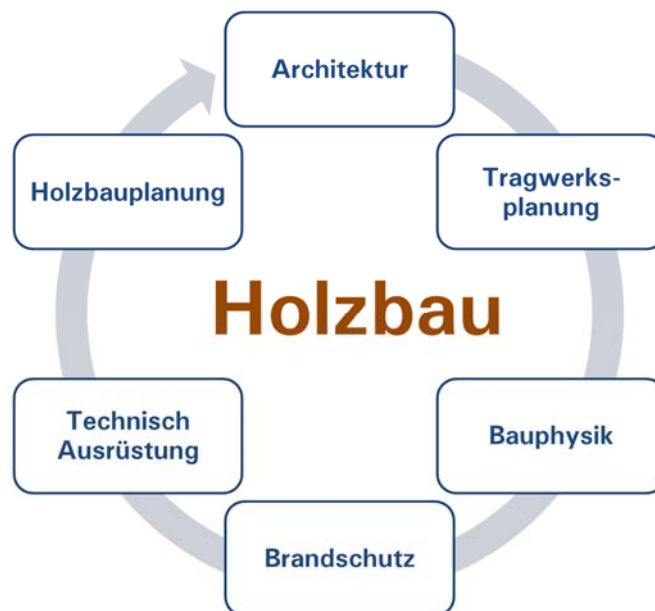 Architektur
Tragwerks-
planung
Bauphysik
Brandschutz
Technisch
Ausrüstung
Holzbauplanung
Holzbau